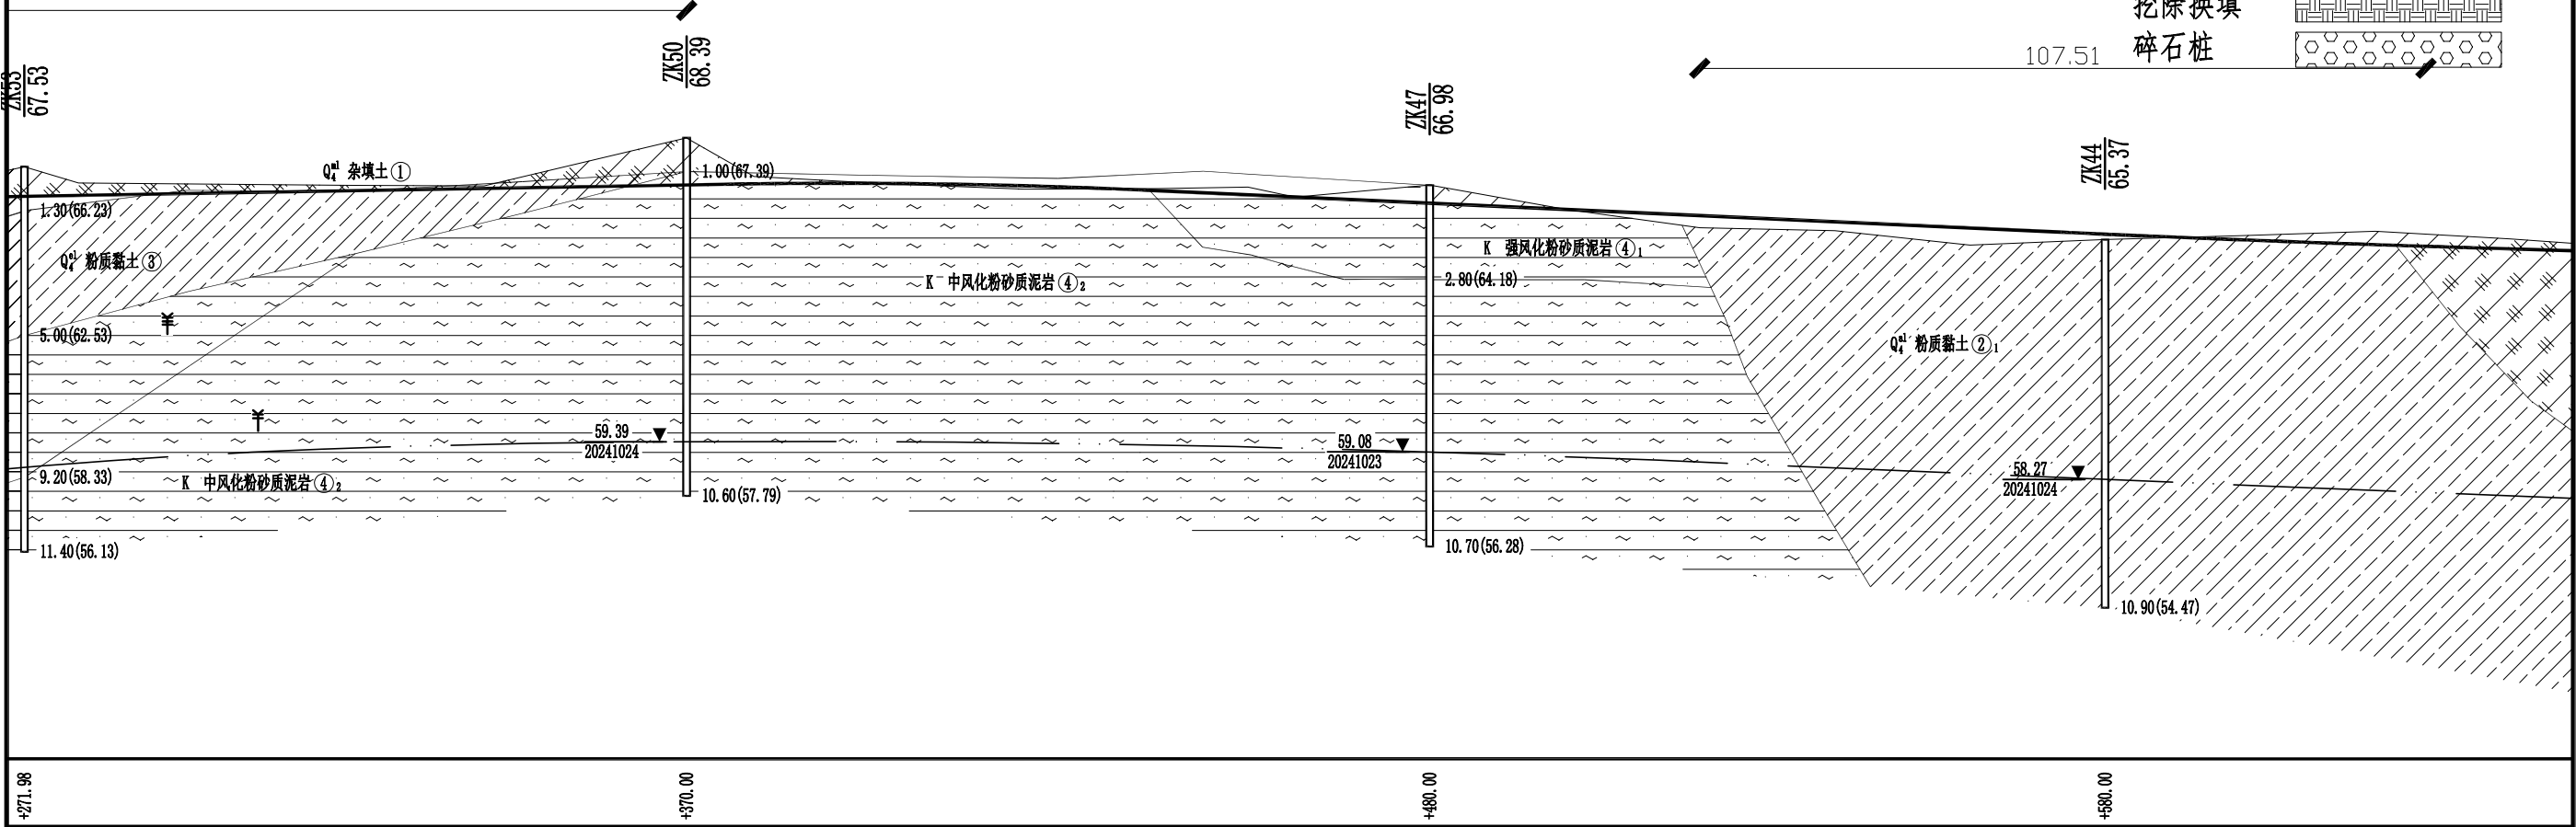 挖除换填
碎石桩
107.51
ZK53
67.53
ZK50
68.39
ZK47
66.98
ZK44
65.37
Q₄ᵐˡ 杂填土①
1.00(67.39)
1.30(66.23)
Q₄ᵉˡ 粉质黏土③
K 强风化粉砂质泥岩④₁
K 中风化粉砂质泥岩④₂
2.80(64.18)
5.00(62.53)
Q₄ᵃˡ 粉质黏土②₁
59.39
20241024
59.08
20241023
58.27
20241024
9.20(58.33)
K 中风化粉砂质泥岩④₂
10.60(57.79)
11.40(56.13)
10.70(56.28)
10.90(54.47)
+271.98
+370.00
+480.00
+580.00